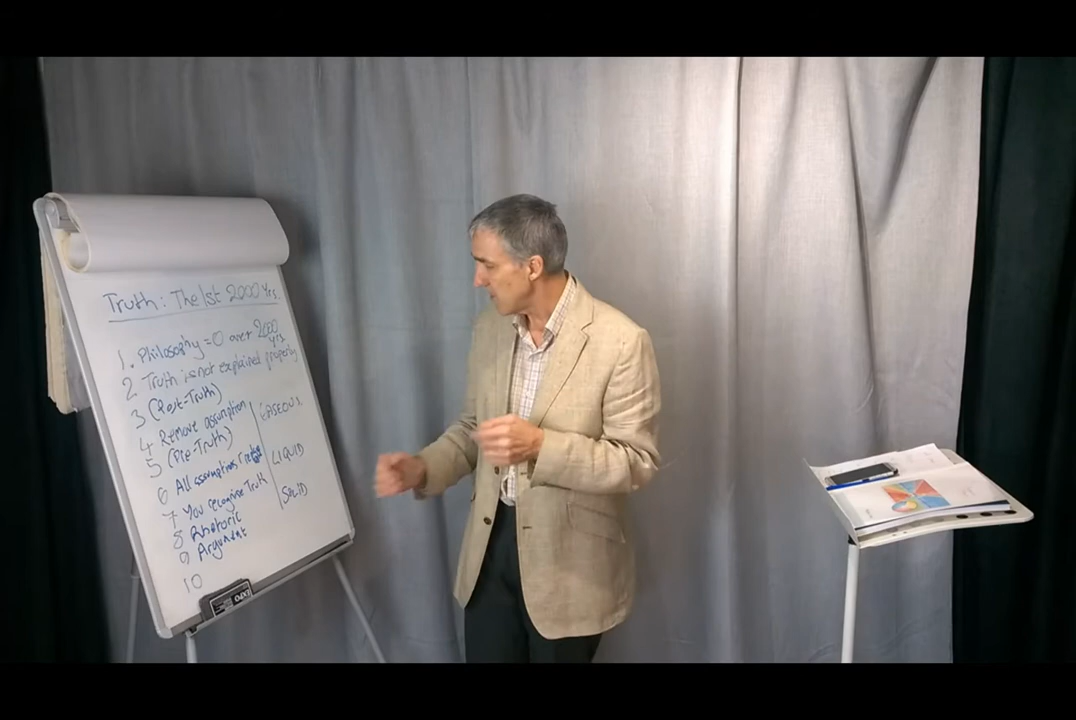 Truth: The 1st 2000 Yrs.
1. Philosophy = 0 over 2000 yrs
2. Truth is not explained properly
3 (Post-Truth)
4 Remove assumption
5 (Pre-Truth)
6 All assumptions
7 You recognise Truth
8 Rhetoric
9 Argument
10
GASEOUS
LIQUID
SOLID